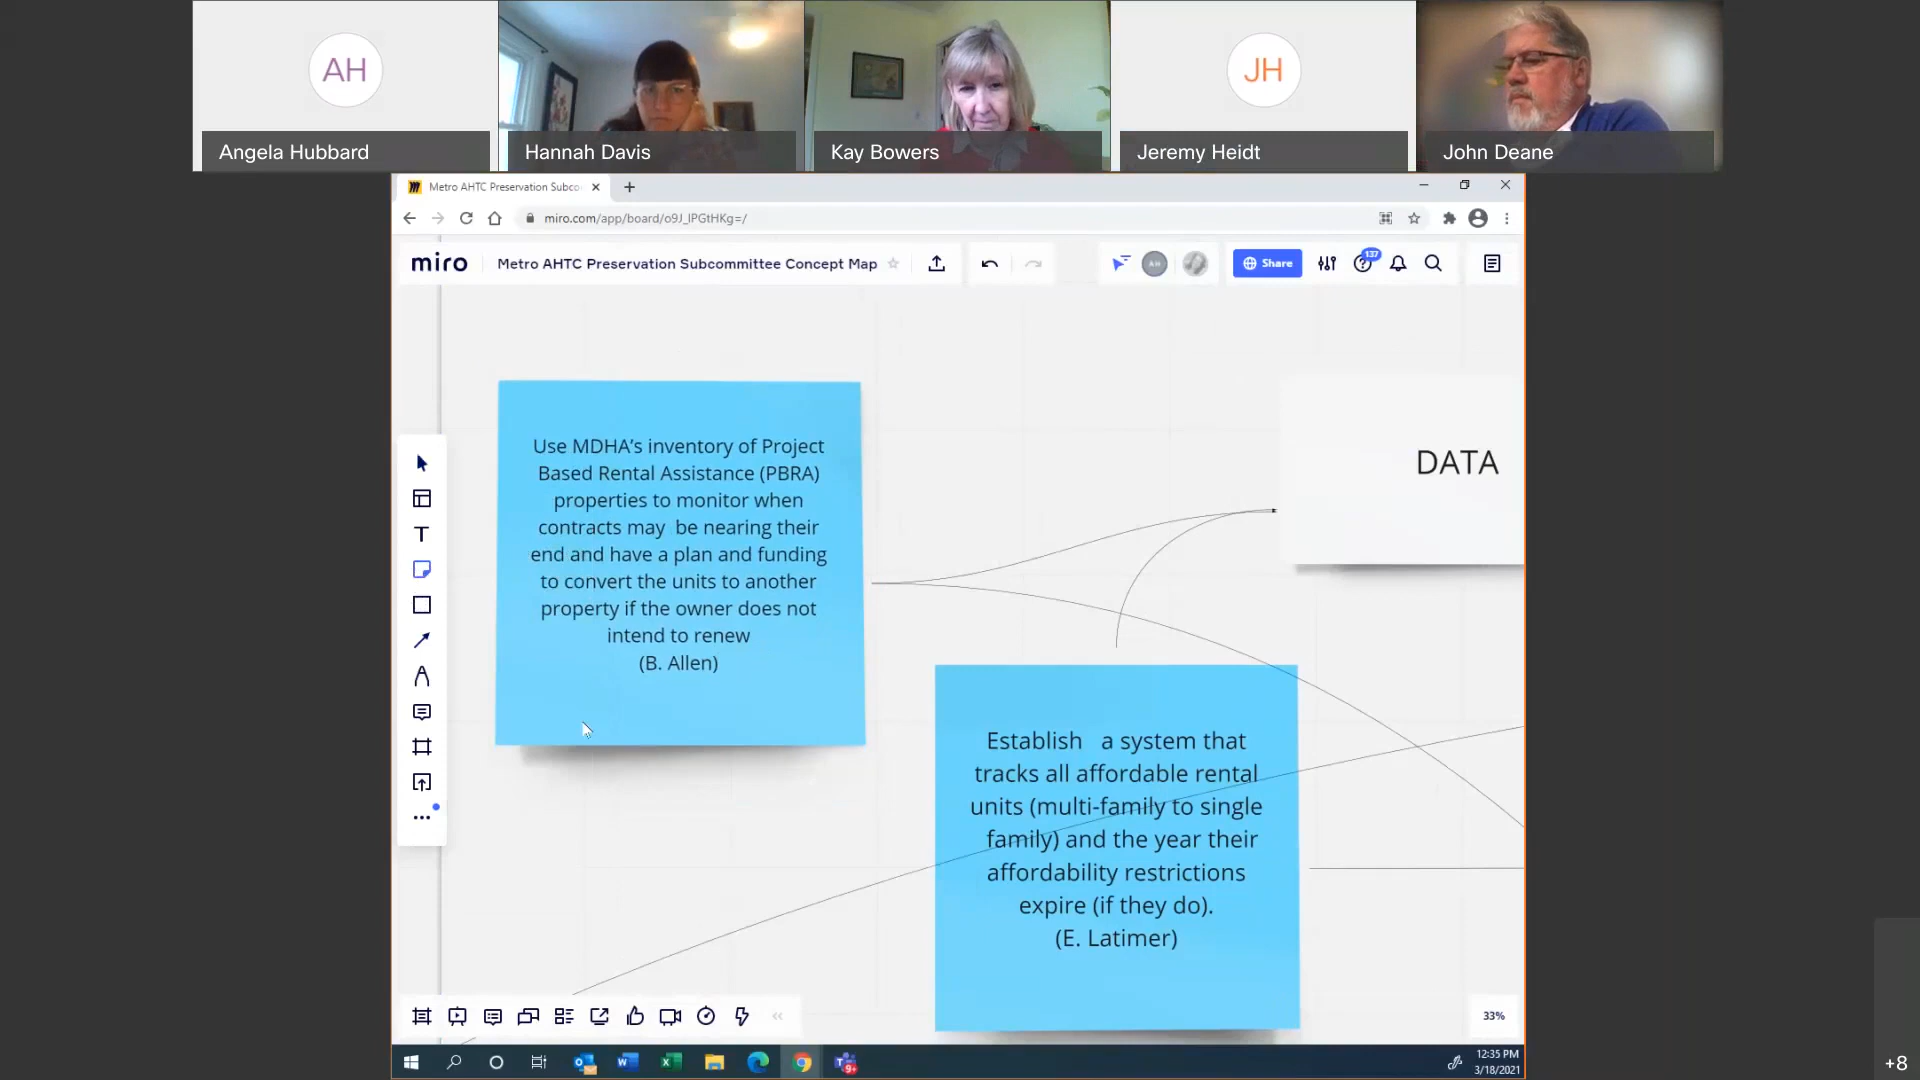 AH
JH
Angela Hubbard
Hannah Davis
Kay Bowers
Jeremy Heidt
John Deane
Metro AHTC Preservation Subco
miro.com/app/board/o9J_lPGtHKg=/
miro
Metro AHTC Preservation Subcommittee Concept Map
AH
Share
137
Use MDHA's inventory of Project
Based Rental Assistance (PBRA)
properties to monitor when
contracts may be nearing their
end and have a plan and funding
to convert the units to another
property if the owner does not
intend to renew
(B. Allen)
DATA
Establish a system that
tracks all affordable rental
units (multi-family to single
family) and the year their
affordability restrictions
expire (if they do).
(E. Latimer)
33%
12:35 PM
3/18/2021
9+
+8